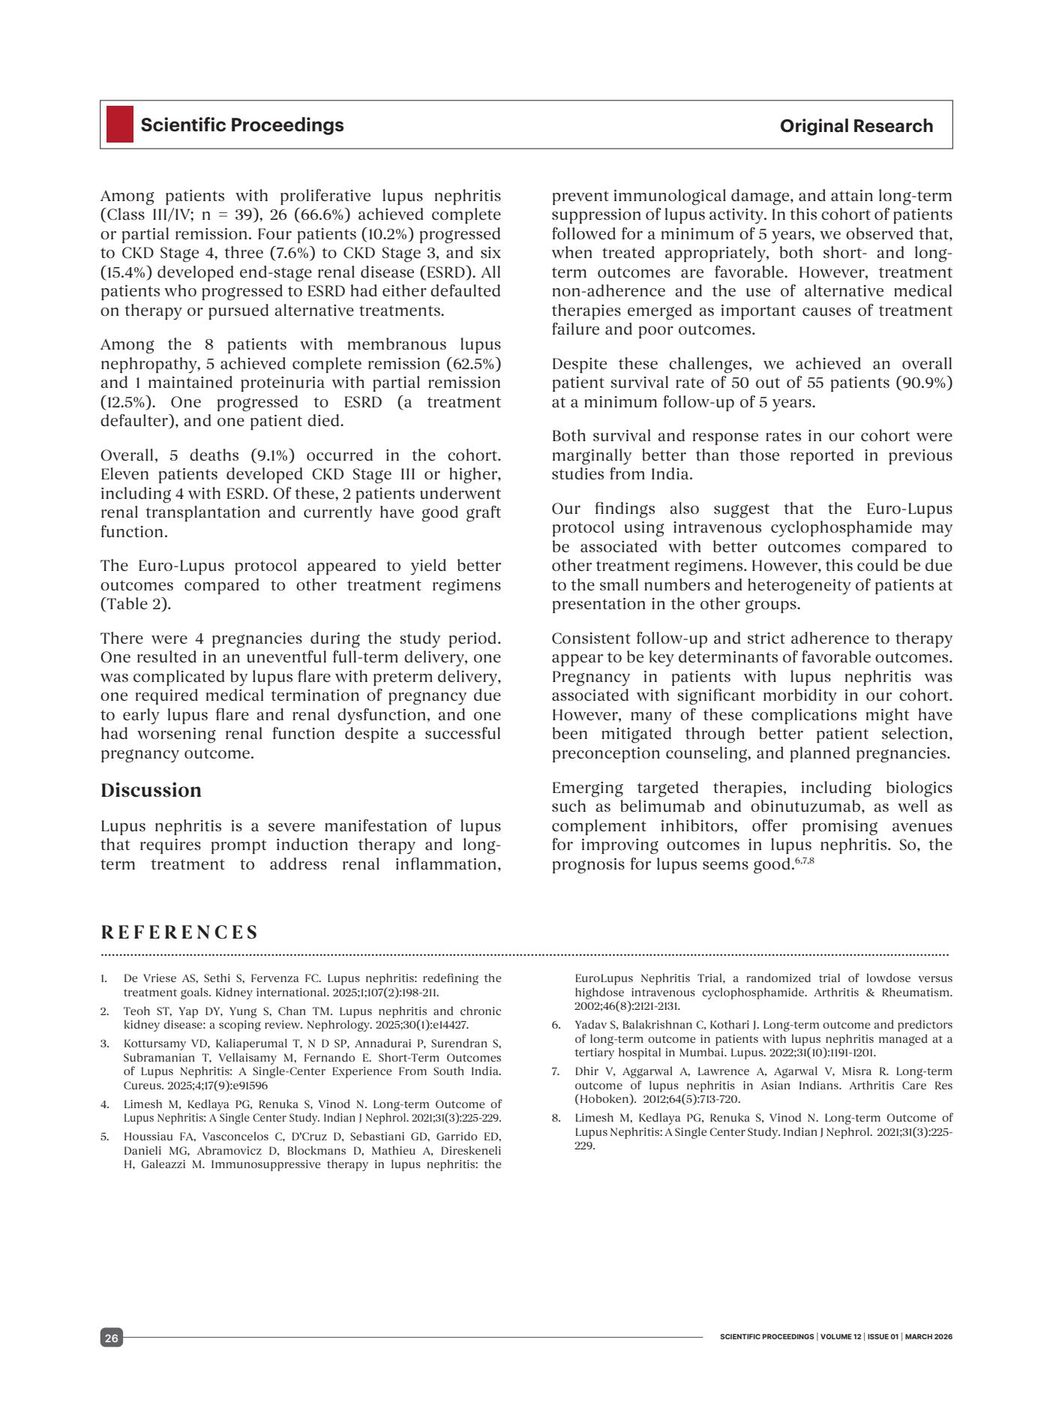 Scientific Proceedings
Original Research
Among patients with proliferative lupus nephritis
(Class III/IV; n = 39), 26 (66.6%) achieved complete
or partial remission. Four patients (10.2%) progressed
to CKD Stage 4, three (7.6%) to CKD Stage 3, and six
(15.4%) developed end-stage renal disease (ESRD). All
patients who progressed to ESRD had either defaulted
on therapy or pursued alternative treatments.
Among the 8 patients with membranous lupus
nephropathy, 5 achieved complete remission (62.5%)
and 1 maintained proteinuria with partial remission
(12.5%). One progressed to ESRD (a treatment
defaulter), and one patient died.
Overall, 5 deaths (9.1%) occurred in the cohort.
Eleven patients developed CKD Stage III or higher,
including 4 with ESRD. Of these, 2 patients underwent
renal transplantation and currently have good graft
function.
The Euro-Lupus protocol appeared to yield better
outcomes compared to other treatment regimens
(Table 2).
There were 4 pregnancies during the study period.
One resulted in an uneventful full-term delivery, one
was complicated by lupus flare with preterm delivery,
one required medical termination of pregnancy due
to early lupus flare and renal dysfunction, and one
had worsening renal function despite a successful
pregnancy outcome.
Discussion
Lupus nephritis is a severe manifestation of lupus
that requires prompt induction therapy and long-
term treatment to address renal inflammation,
prevent immunological damage, and attain long-term
suppression of lupus activity. In this cohort of patients
followed for a minimum of 5 years, we observed that,
when treated appropriately, both short- and long-
term outcomes are favorable. However, treatment
non-adherence and the use of alternative medical
therapies emerged as important causes of treatment
failure and poor outcomes.
Despite these challenges, we achieved an overall
patient survival rate of 50 out of 55 patients (90.9%)
at a minimum follow-up of 5 years.
Both survival and response rates in our cohort were
marginally better than those reported in previous
studies from India.
Our findings also suggest that the Euro-Lupus
protocol using intravenous cyclophosphamide may
be associated with better outcomes compared to
other treatment regimens. However, this could be due
to the small numbers and heterogeneity of patients at
presentation in the other groups.
Consistent follow-up and strict adherence to therapy
appear to be key determinants of favorable outcomes.
Pregnancy in patients with lupus nephritis was
associated with significant morbidity in our cohort.
However, many of these complications might have
been mitigated through better patient selection,
preconception counseling, and planned pregnancies.
Emerging targeted therapies, including biologics
such as belimumab and obinutuzumab, as well as
complement inhibitors, offer promising avenues
for improving outcomes in lupus nephritis. So, the
prognosis for lupus seems good.6,7,8
REFERENCES
1. De Vriese AS, Sethi S, Fervenza FC. Lupus nephritis: redefining the
treatment goals. Kidney international. 2025;1;107(2):198-211.
2. Teoh ST, Yap DY, Yung S, Chan TM. Lupus nephritis and chronic
kidney disease: a scoping review. Nephrology. 2025;30(1):e14427.
3. Kottursamy VD, Kaliaperumal T, N D SP, Annadurai P, Surendran S,
Subramanian T, Vellaisamy M, Fernando E. Short-Term Outcomes
of Lupus Nephritis: A Single-Center Experience From South India.
Cureus. 2025;4;17(9):e91596
4. Limesh M, Kedlaya PG, Renuka S, Vinod N. Long-term Outcome of
Lupus Nephritis: A Single Center Study. Indian J Nephrol. 2021;31(3):225-229.
5. Houssiau FA, Vasconcelos C, D'Cruz D, Sebastiani GD, Garrido ED,
Danieli MG, Abramovicz D, Blockmans D, Mathieu A, Direskeneli
H, Galeazzi M. Immunosuppressive therapy in lupus nephritis: the
EuroLupus Nephritis Trial, a randomized trial of lowdose versus
highdose intravenous cyclophosphamide. Arthritis & Rheumatism.
2002;46(8):2121-2131.
6. Yadav S, Balakrishnan C, Kothari J. Long-term outcome and predictors
of long-term outcome in patients with lupus nephritis managed at a
tertiary hospital in Mumbai. Lupus. 2022;31(10):1191-1201.
7. Dhir V, Aggarwal A, Lawrence A, Agarwal V, Misra R. Long-term
outcome of lupus nephritis in Asian Indians. Arthritis Care Res
(Hoboken). 2012;64(5):713-720.
8. Limesh M, Kedlaya PG, Renuka S, Vinod N. Long-term Outcome of
Lupus Nephritis: A Single Center Study. Indian J Nephrol. 2021;31(3):225-
229.
26
SCIENTIFIC PROCEEDINGS | VOLUME 12 | ISSUE 01 | MARCH 2026